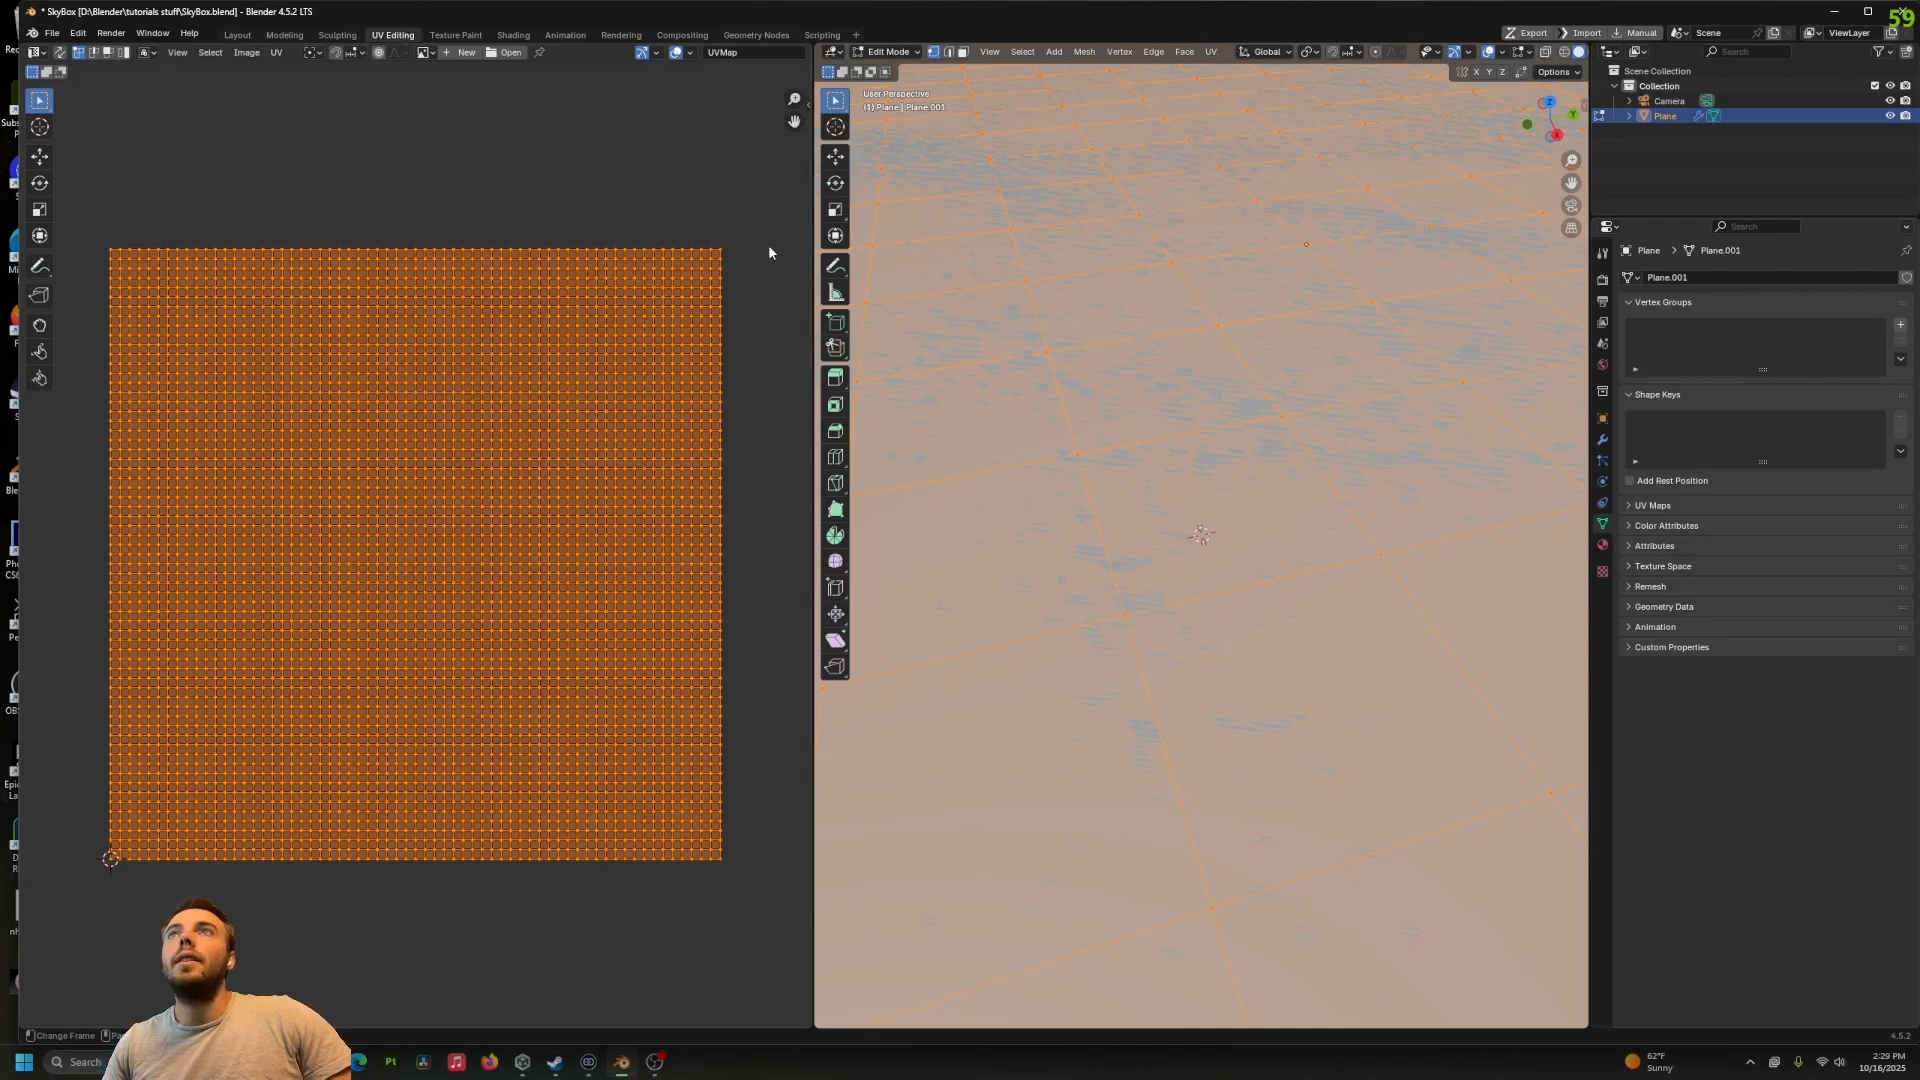 * SkyBox [D:\Blender\tutorials stuff\SkyBox.blend] - Blender 4.5.2 LTS
59
File Edit Render Window Help
Layout Modeling Sculpting UV Editing Texture Paint Shading Animation Rendering Compositing Geometry Nodes Scripting +
Export Import Manual Scene ViewLayer
View Select Image UV New Open UVMap
Edit Mode View Select Add Mesh Vertex Edge Face UV Global
Search
X Y Z Options
Scene Collection
Collection
Camera
Plane
User Perspective
(1) Plane | Plane.001
Z
Y
X
Search
Plane > Plane.001
Plane.001
Vertex Groups
Shape Keys
Add Rest Position
UV Maps
Color Attributes
Attributes
Texture Space
Remesh
Geometry Data
Animation
Custom Properties
Change Frame
4.5.2
Search
Pt
62°F
Sunny
2:29 PM
10/16/2025